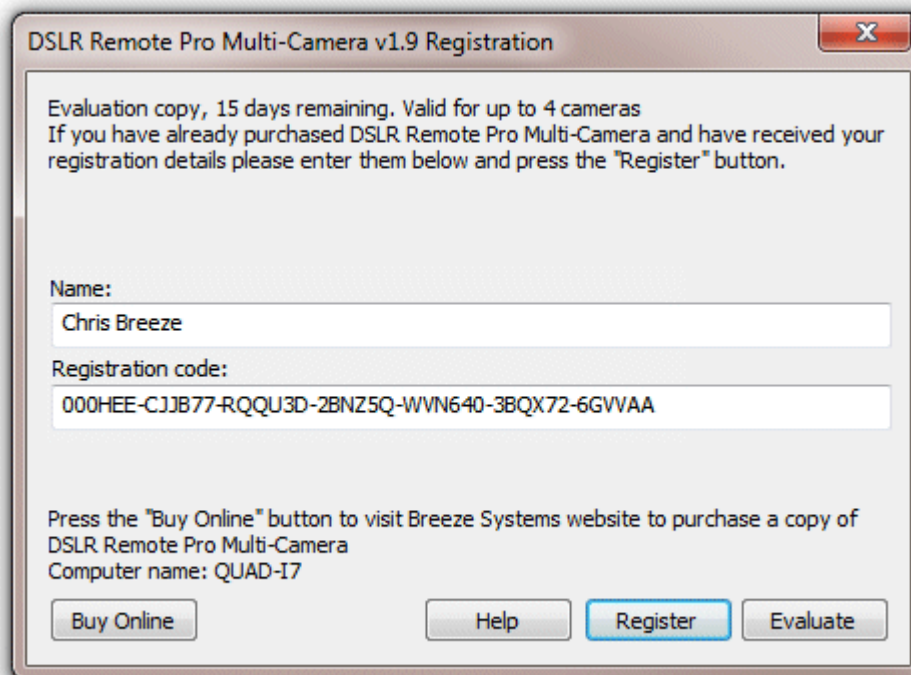 DSLR Remote Pro Multi-Camera v1.9 Registration
Evaluation copy, 15 days remaining. Valid for up to 4 cameras
If you have already purchased DSLR Remote Pro Multi-Camera and have received your
registration details please enter them below and press the "Register" button.
Name:
Chris Breeze
Registration code:
000HEE-CJJB77-RQQU3D-2BNZ5Q-WVN640-3BQX72-6GVVAA
Press the "Buy Online" button to visit Breeze Systems website to purchase a copy of
DSLR Remote Pro Multi-Camera
Computer name: QUAD-I7
Buy Online Help Register Evaluate